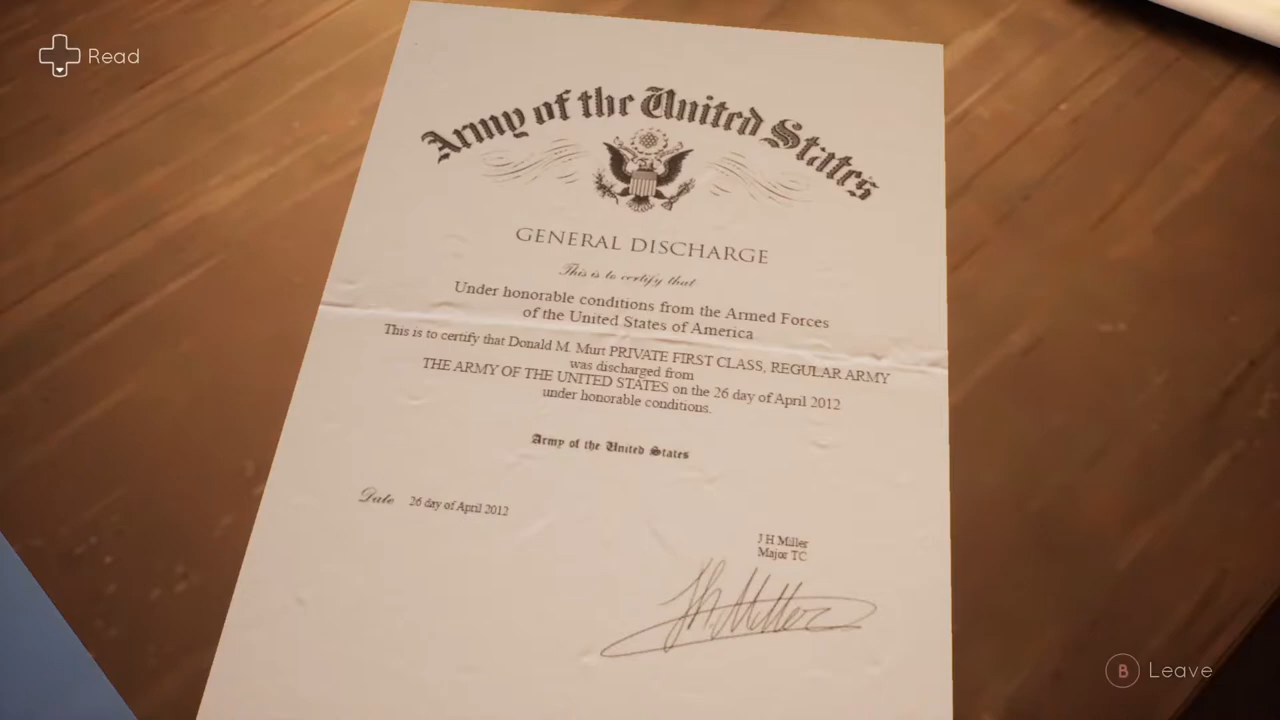 Read
Army of the United States
GENERAL DISCHARGE
This is to certify that
Under honorable conditions from the Armed Forces
of the United States of America
This is to certify that Donald M. Murt PRIVATE FIRST CLASS, REGULAR ARMY
was discharged from
THE ARMY OF THE UNITED STATES on the 26 day of April 2012
under honorable conditions.
Army of the United States
Date 26 day of April 2012
J H Miller
Major TC
J h Miller
B Leave